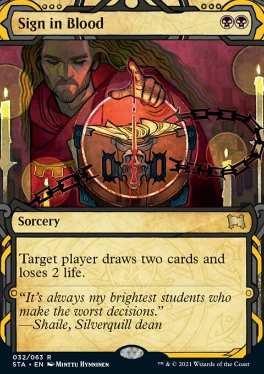 Sign in Blood
Sorcery
Target player draws two cards and
loses 2 life.
“It’s always my brightest students who
make the worst decisions.”
—Shaile, Silverquill dean
032/063 R
STA • EN Minttu Hynninen
™ & © 2021 Wizards of the Coast